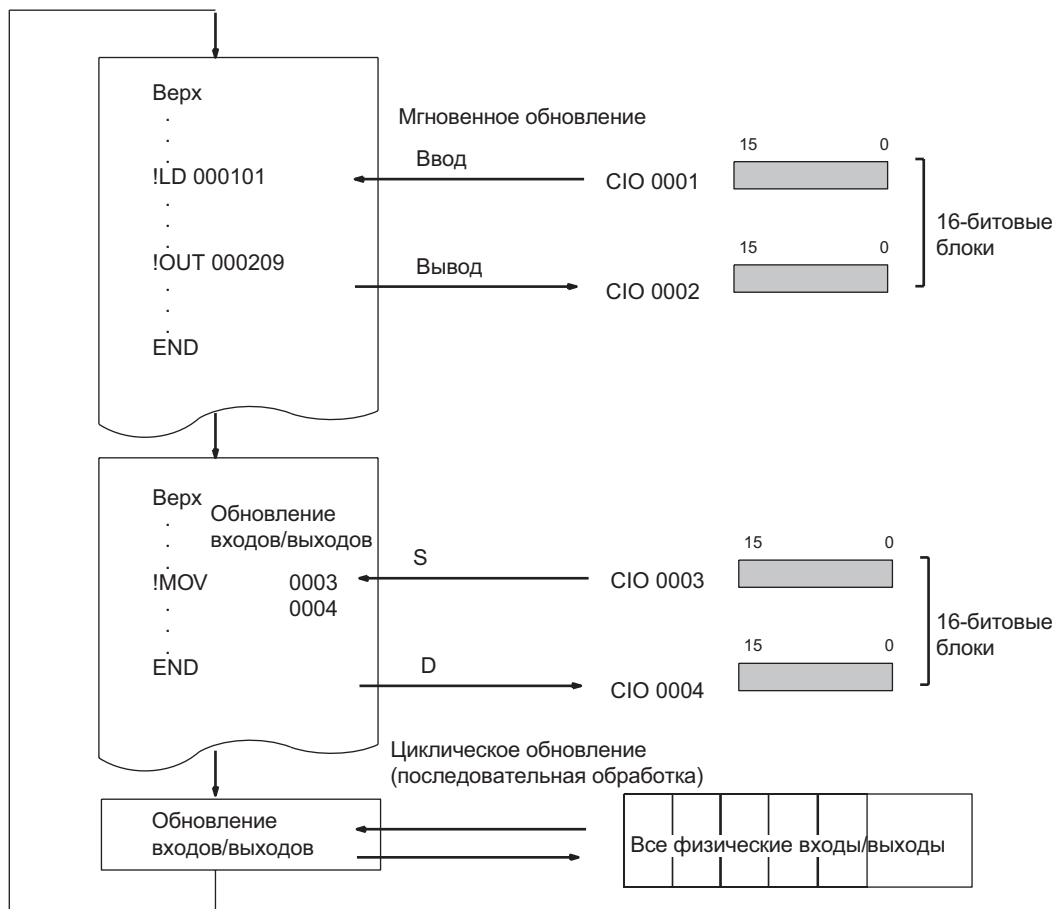 Верх
.
.
.
!LD 000101
.
.
.
!OUT 000209
.
.
.
END
Мгновенное обновление
Ввод
CIO 0001
15 0
Вывод
CIO 0002
15 0
16-битовые
блоки
Верх
.
.
.
Обновление
входов/выходов
!MOV 0003
0004
.
.
.
END
S
CIO 0003
15 0
D
CIO 0004
15 0
16-битовые
блоки
Циклическое обновление
(последовательная обработка)
Обновление
входов/выходов
Все физические входы/выходы